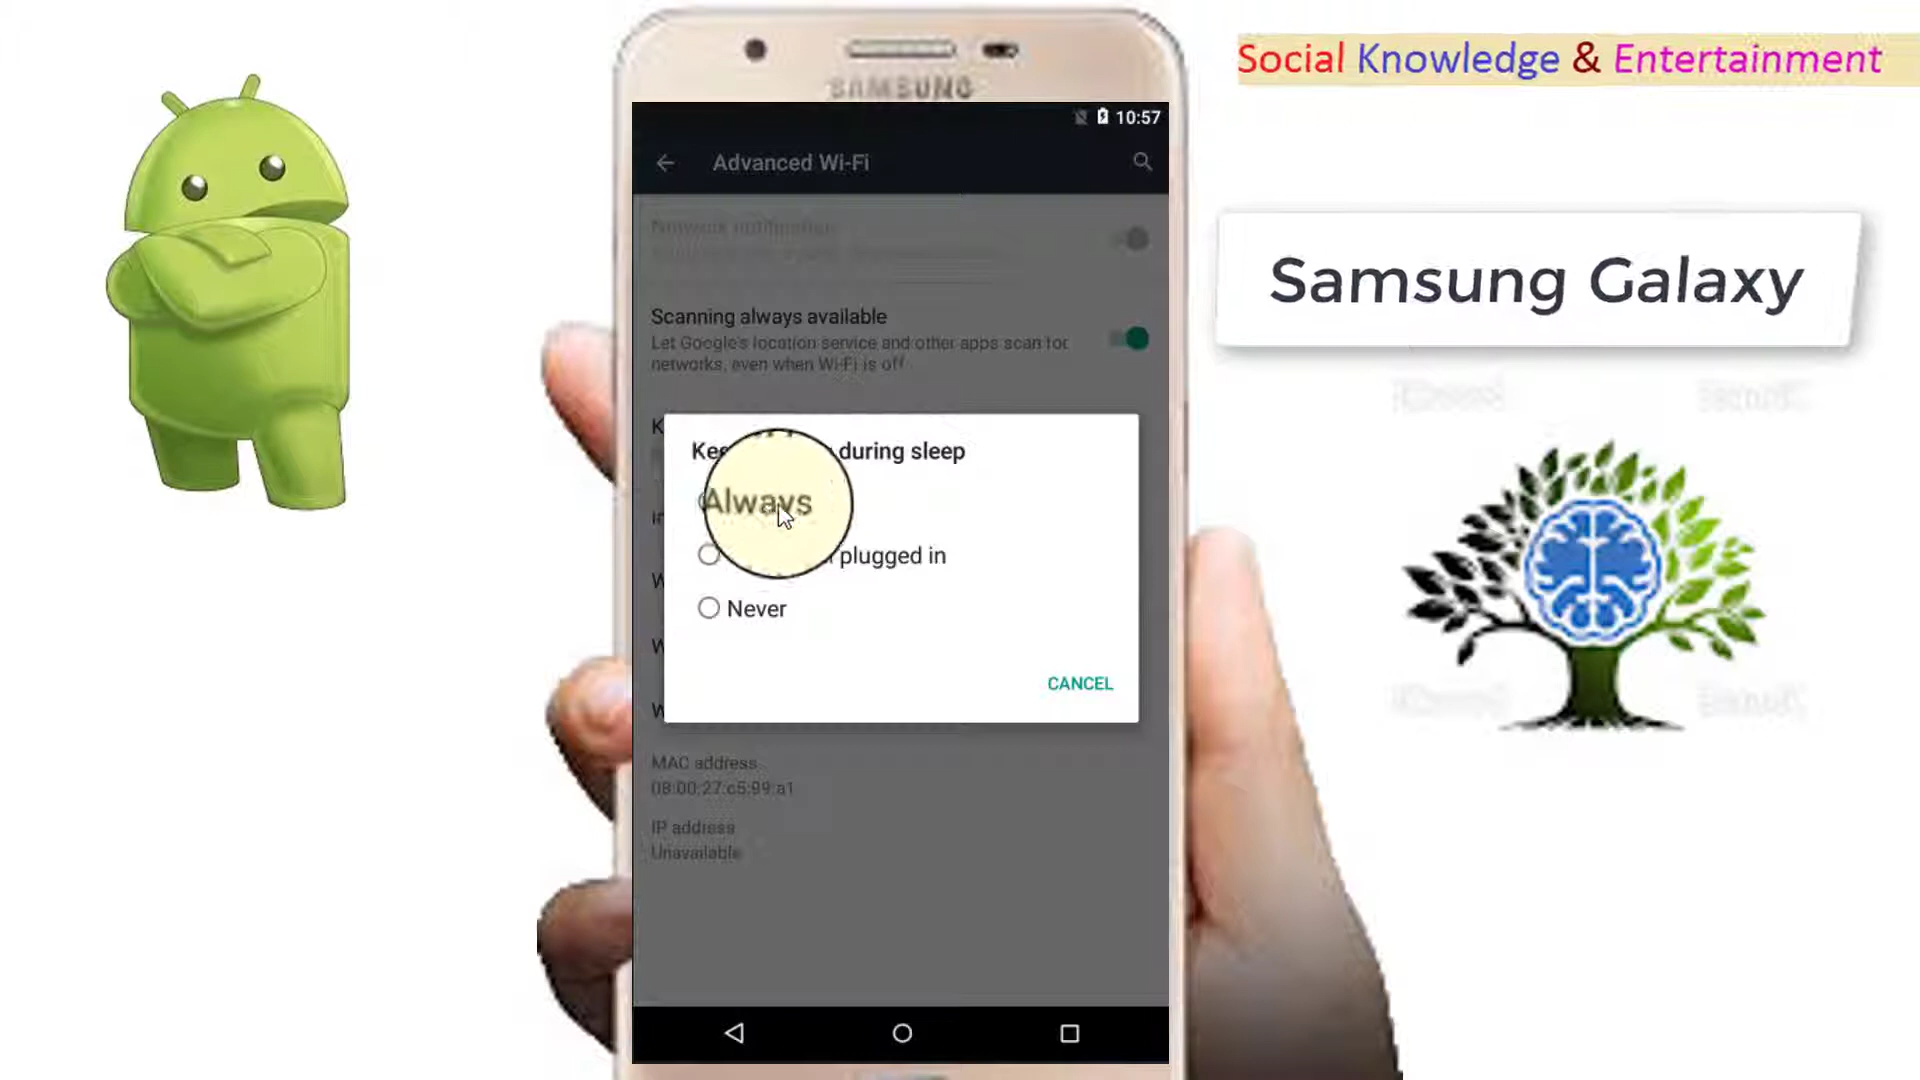 Social Knowledge & Entertainment
SAMSUNG
10:57
Advanced Wi-Fi
Network notification
Samsung Galaxy
Scanning always available
Let Google's location service and other apps scan for
networks, even when Wi-Fi is off
during sleep
Always
plugged in
Never
CANCEL
MAC address
08:00:27:c5:99:a1
IP address
Unavailable